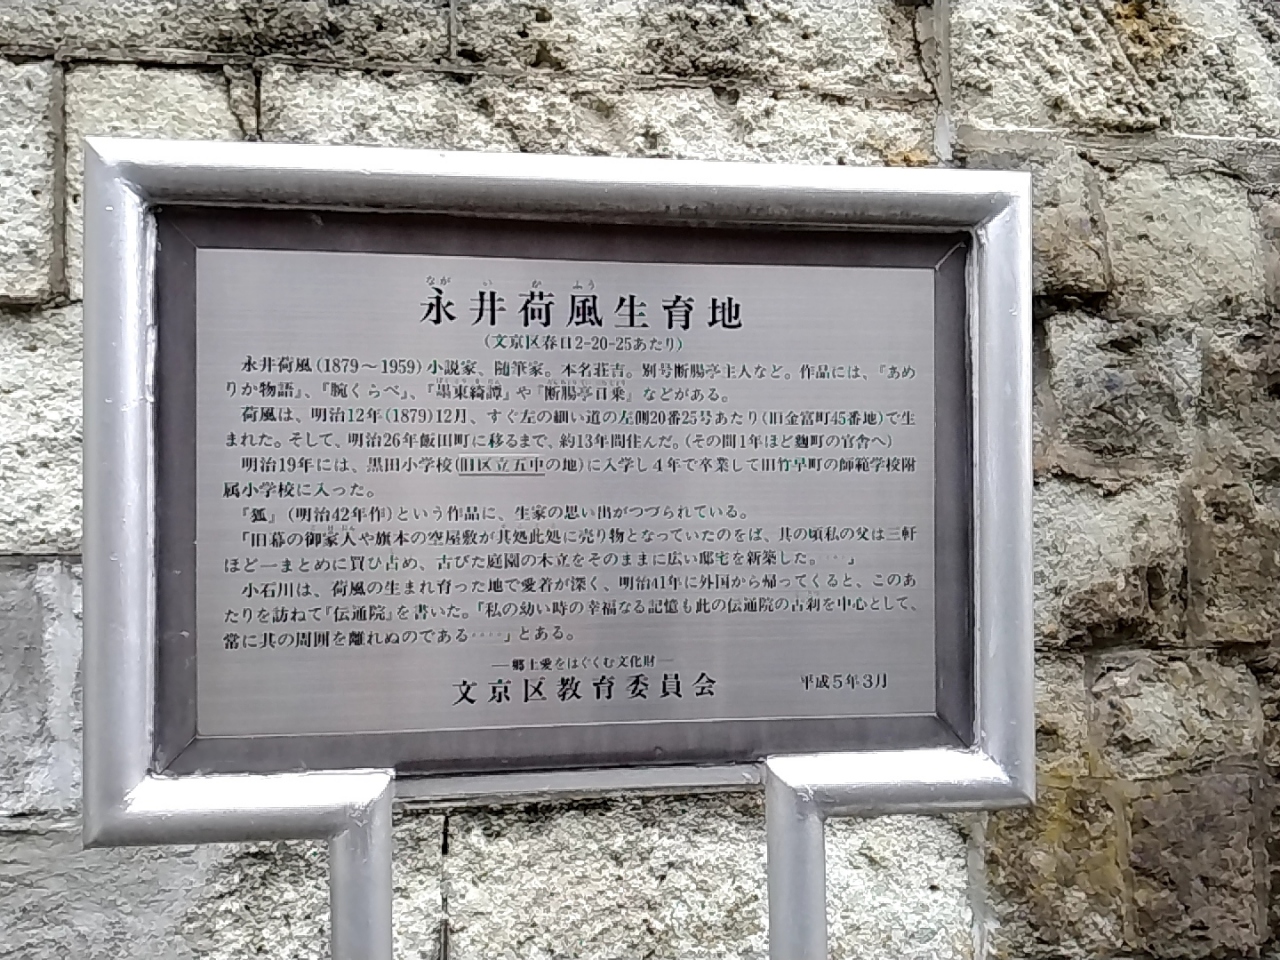 永井荷風生育地
(文京区春日2-20-25あたり)
永井荷風(1879～1959)小説家、随筆家。本名荘吉。別号断腸亭主人など。作品には、『あめ
りか物語』、『腕くらべ』、『墨東綺譚』や『断腸亭日乗』などがある。
荷風は、明治12年(1879)12月、すぐ左の細い道の左側20番25号あたり(旧金富町45番地)で生
まれた。そして、明治26年飯田町に移るまで、約13年間住んだ。(その間1年ほど麹町の官舎へ)
明治19年には、黒田小学校(旧区立五中の地)に入学し4年で卒業して旧竹早町の師範学校附
属小学校に入った。
『狐』(明治42年作)という作品に、生家の思い出がつづられている。
「旧幕の御家人や旗本の空屋敷が其処此処に売り物となっていたのをば、其の頃私の父は三軒
ほど一まとめに買ひ占め、古びた庭園の木立をそのままに広い邸宅を新築した。‥‥」
小石川は、荷風の生まれ育った地で愛着が深く、明治41年に外国から帰ってくると、このあ
たりを訪ねて『伝通院』を書いた。「私の幼い時の幸福なる記憶も此の伝通院の古刹を中心として、
常に其の周囲を離れぬのである‥‥」とある。
―郷土愛をはぐくむ文化財―
文京区教育委員会 平成5年3月